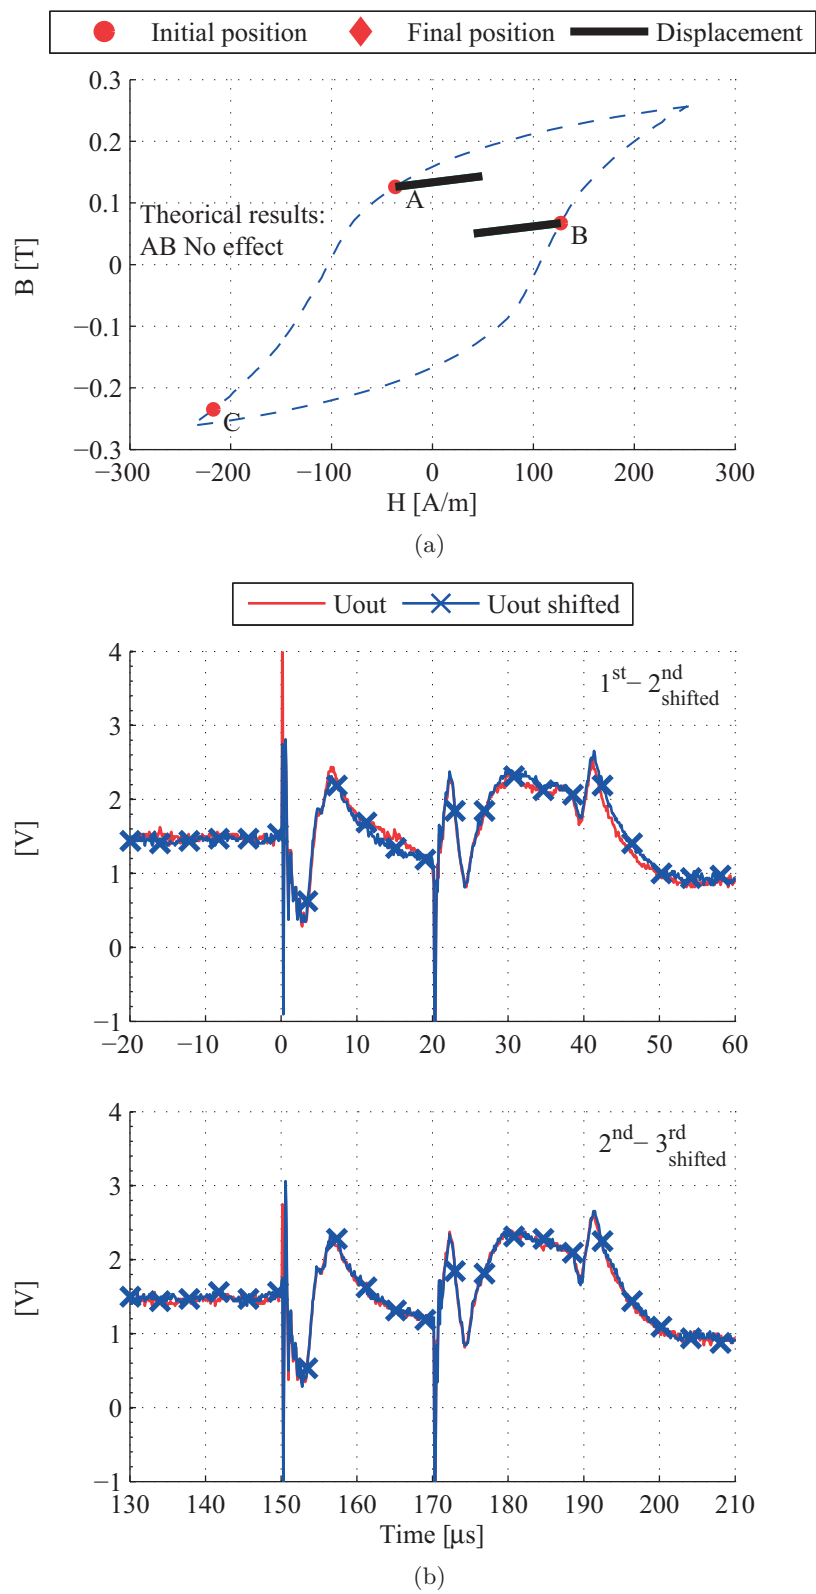 Initial position Final position Displacement
0.3
0.2
0.1
0
−0.1
−0.2
−0.3
B [T]
Theorical results:
AB No effect
A
B
C
−300 −200 −100 0 100 200 300
H [A/m]
(a)
Uout Uout shifted
4
3
2
1
0
−1
[V]
1st− 2nd shifted
−20 −10 0 10 20 30 40 50 60
4
3
2
1
0
−1
[V]
2nd− 3rd shifted
130 140 150 160 170 180 190 200 210
Time [μs]
(b)